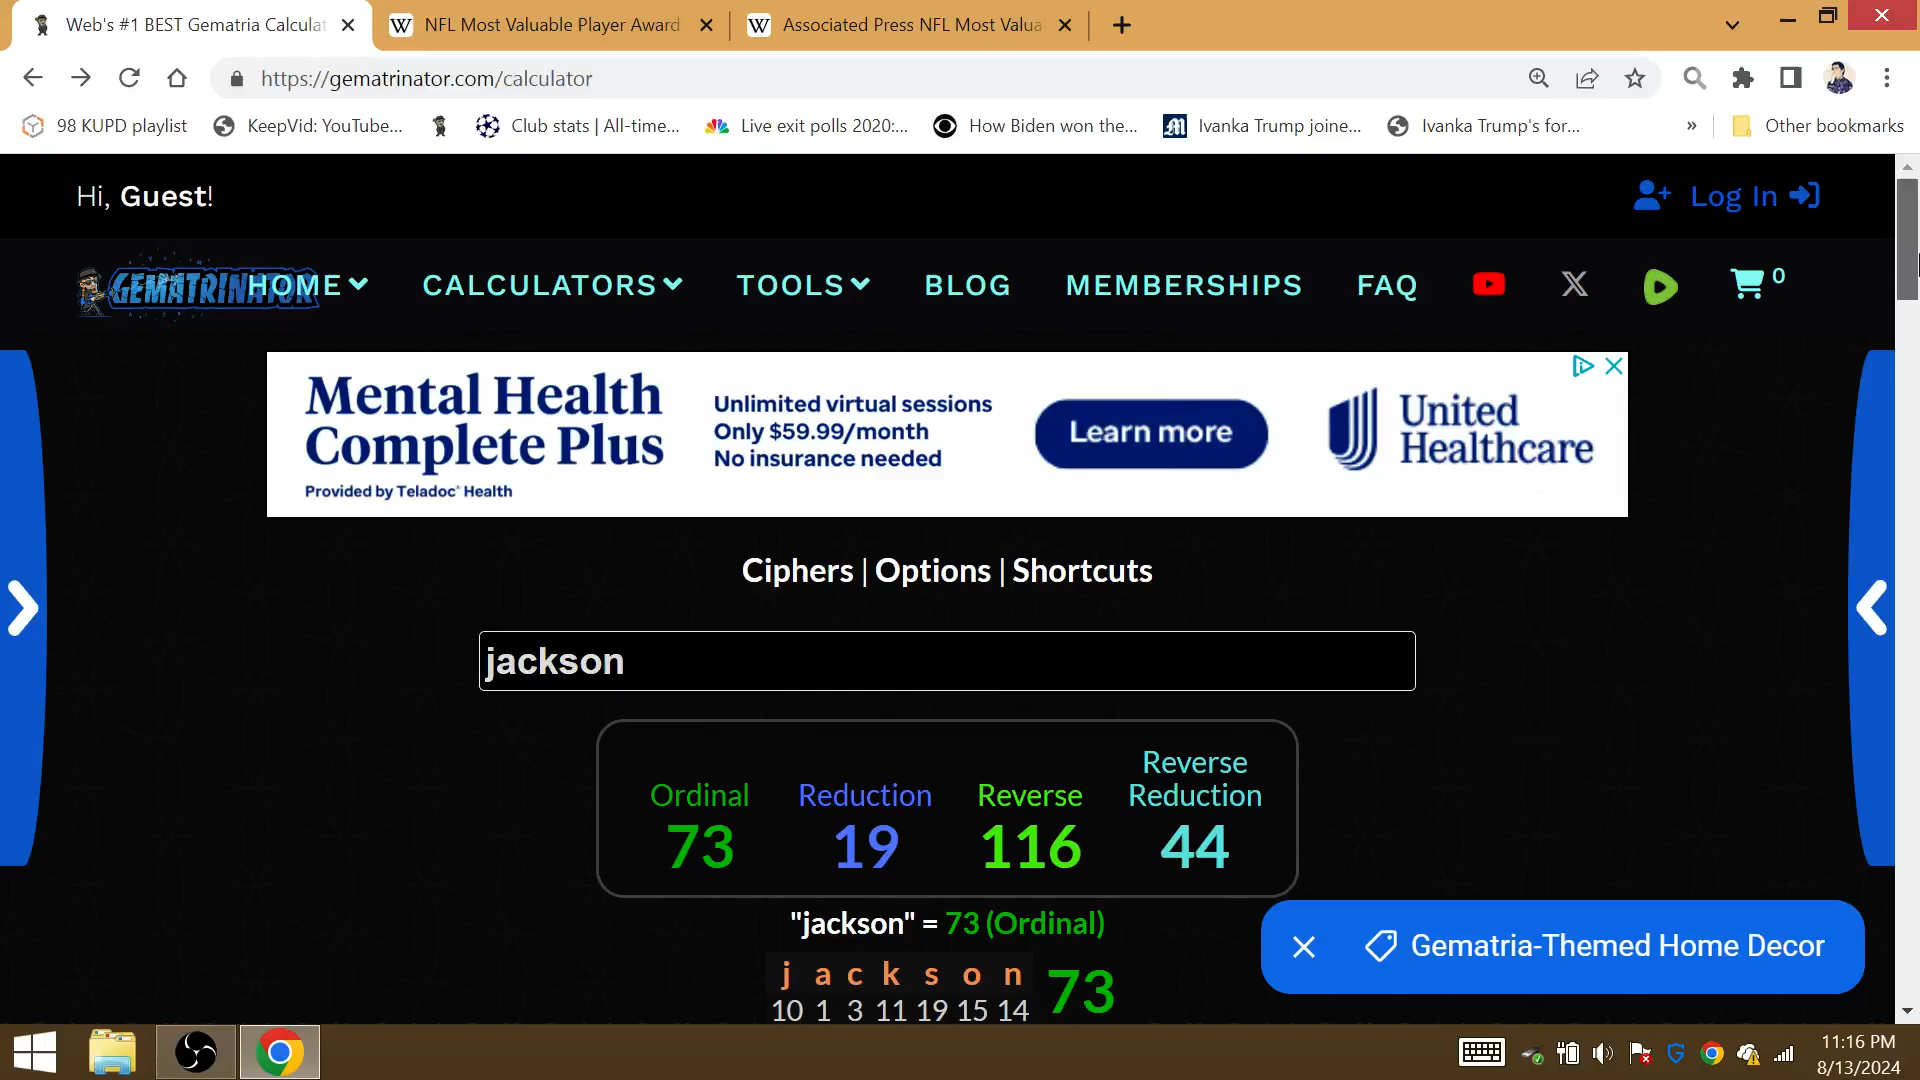 Web's #1 BEST Gematria Calculat
NFL Most Valuable Player Award
Associated Press NFL Most Valua
https://gematrinator.com/calculator
98 KUPD playlist
KeepVid: YouTube...
Club stats | All-time...
Live exit polls 2020:...
How Biden won the...
Ivanka Trump joine...
Ivanka Trump's for...
»
Other bookmarks
Hi, Guest!
Log In
GEMATRINATOR
HOME
CALCULATORS
TOOLS
BLOG
MEMBERSHIPS
FAQ
0
Mental Health
Complete Plus
Provided by Teladoc® Health
Unlimited virtual sessions
Only $59.99/month
No insurance needed
Learn more
United
Healthcare
Ciphers | Options | Shortcuts
jackson
Ordinal
73
Reduction
19
Reverse
116
Reverse
Reduction
44
"jackson" = 73 (Ordinal)
j a c k s o n
10 1 3 11 19 15 14
73
Gematria-Themed Home Decor
11:16 PM
8/13/2024